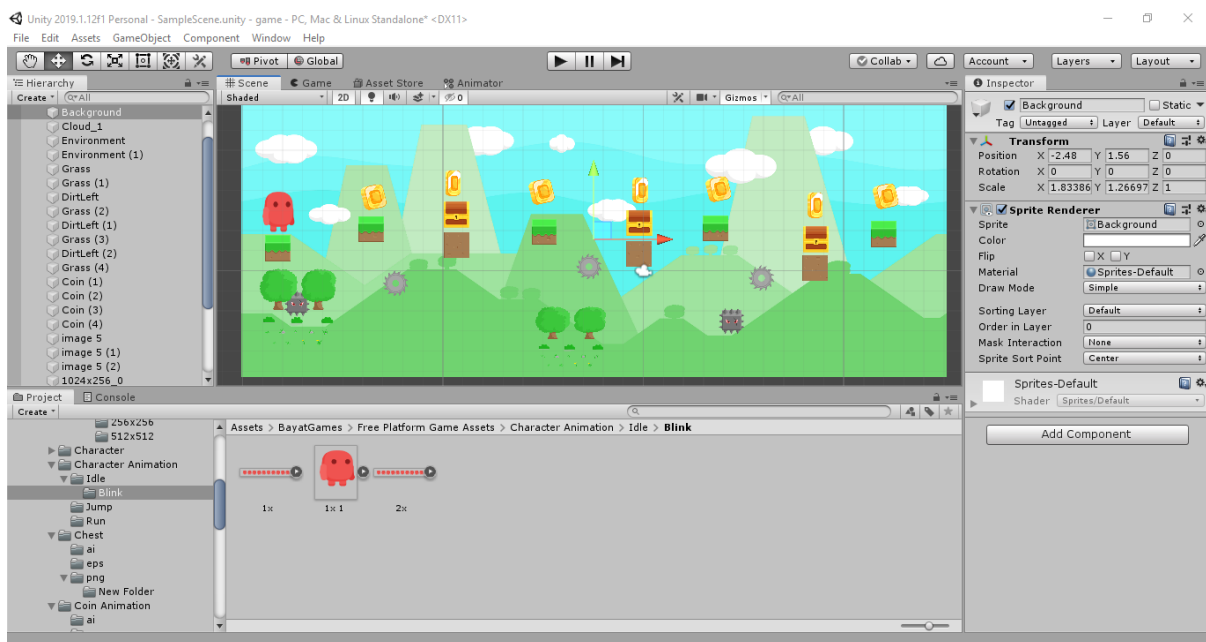 Unity 2019.1.12f1 Personal - SampleScene.unity - game - PC, Mac & Linux Standalone* <DX11>
File Edit Assets GameObject Component Window Help
Pivot Global Collab Account Layers Layout
Hierarchy
Create Q*All
Background
Cloud_1
Environment
Environment (1)
Grass
Grass (1)
DirtLeft
Grass (2)
DirtLeft (1)
Grass (3)
DirtLeft (2)
Grass (4)
Coin (1)
Coin (2)
Coin (3)
Coin (4)
image 5
image 5 (1)
image 5 (2)
1024x256_0
Scene Game Asset Store Animator
Shaded 2D 0 Gizmos Q*All
Inspector
Background Static
Tag Untagged Layer Default
Transform
Position X -2.48 Y 1.56 Z 0
Rotation X 0 Y 0 Z 0
Scale X 1.83386 Y 1.26697 Z 1
Sprite Renderer
Sprite Background
Color
Flip X Y
Material Sprites-Default
Draw Mode Simple
Sorting Layer Default
Order in Layer 0
Mask Interaction None
Sprite Sort Point Center
Sprites-Default
Shader Sprites/Default
Add Component
Project Console
Create
256x256
512x512
Character
Character Animation
Idle
Blink
Jump
Run
Chest
ai
eps
png
New Folder
Coin Animation
ai
Assets > BayatGames > Free Platform Game Assets > Character Animation > Idle > Blink
1x 1x 1 2x